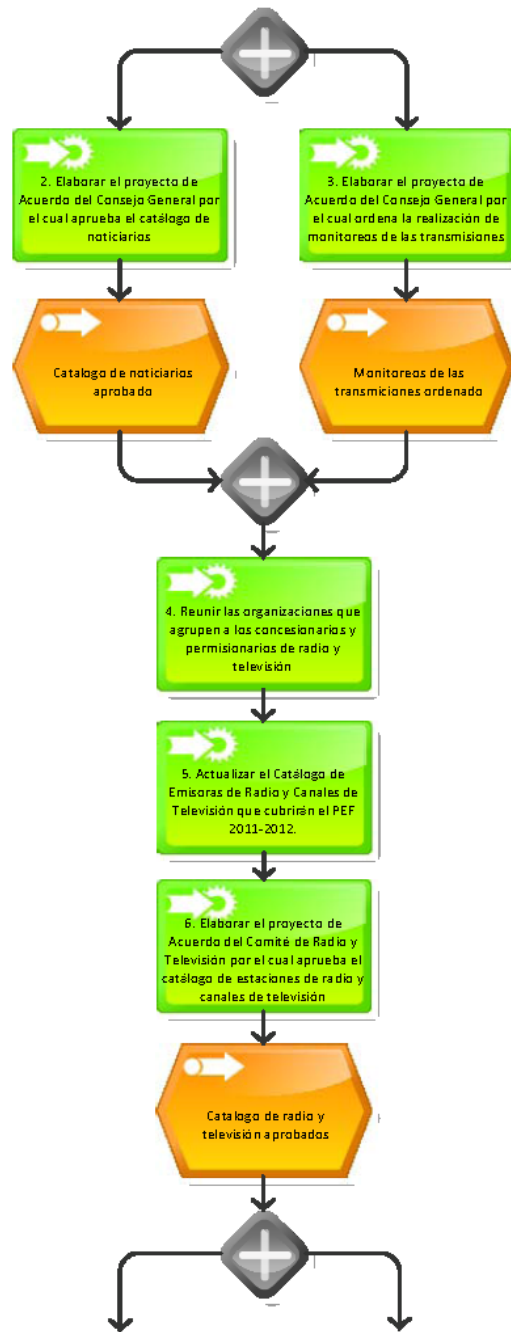 2. Elaborar el proyecto de
Acuerdo del Consejo General por
el cual aprueba el catálogo de
noticiarios
3. Elaborar el proyecto de
Acuerdo del Consejo General por
el cual ordena la realización de
monitoreos de las transmisiones
Catalogo de noticiarios
aprobado
Monitoreos de las
transmiciones ordenado
4. Reunir las organizaciones que
agrupen a los concesionarios y
permisionarios de radio y
televisión
5. Actualizar el Catálogo de
Emisoras de Radio y Canales de
Televisión que cubrirán el PEF
2011-2012.
6. Elaborar el proyecto de
Acuerdo del Comité de Radio y
Televisión por el cual aprueba el
catálogo de estaciones de radio y
canales de televisión
Catalogo de radio y
televisión aprobados